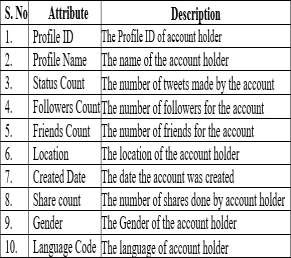 S. No Attribute Description
1. Profile ID The Profile ID of account holder
2. Profile Name The name of the account holder
3. Status Count The number of tweets made by the account
4. Followers Count The number of followers for the account
5. Friends Count The number of friends for the account
6. Location The location of the account holder
7. Created Date The date the account was created
8. Share count The number of shares done by account holder
9. Gender The Gender of the account holder
10. Language Code The language of account holder